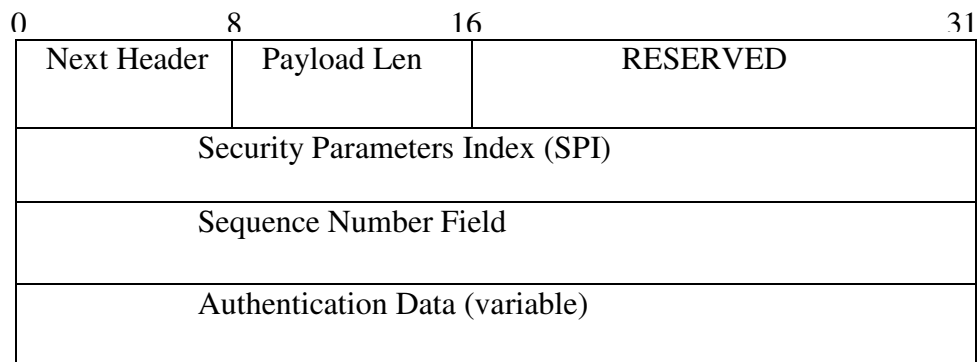 0 8 16 31
Next Header Payload Len RESERVED
Security Parameters Index (SPI)
Sequence Number Field
Authentication Data (variable)